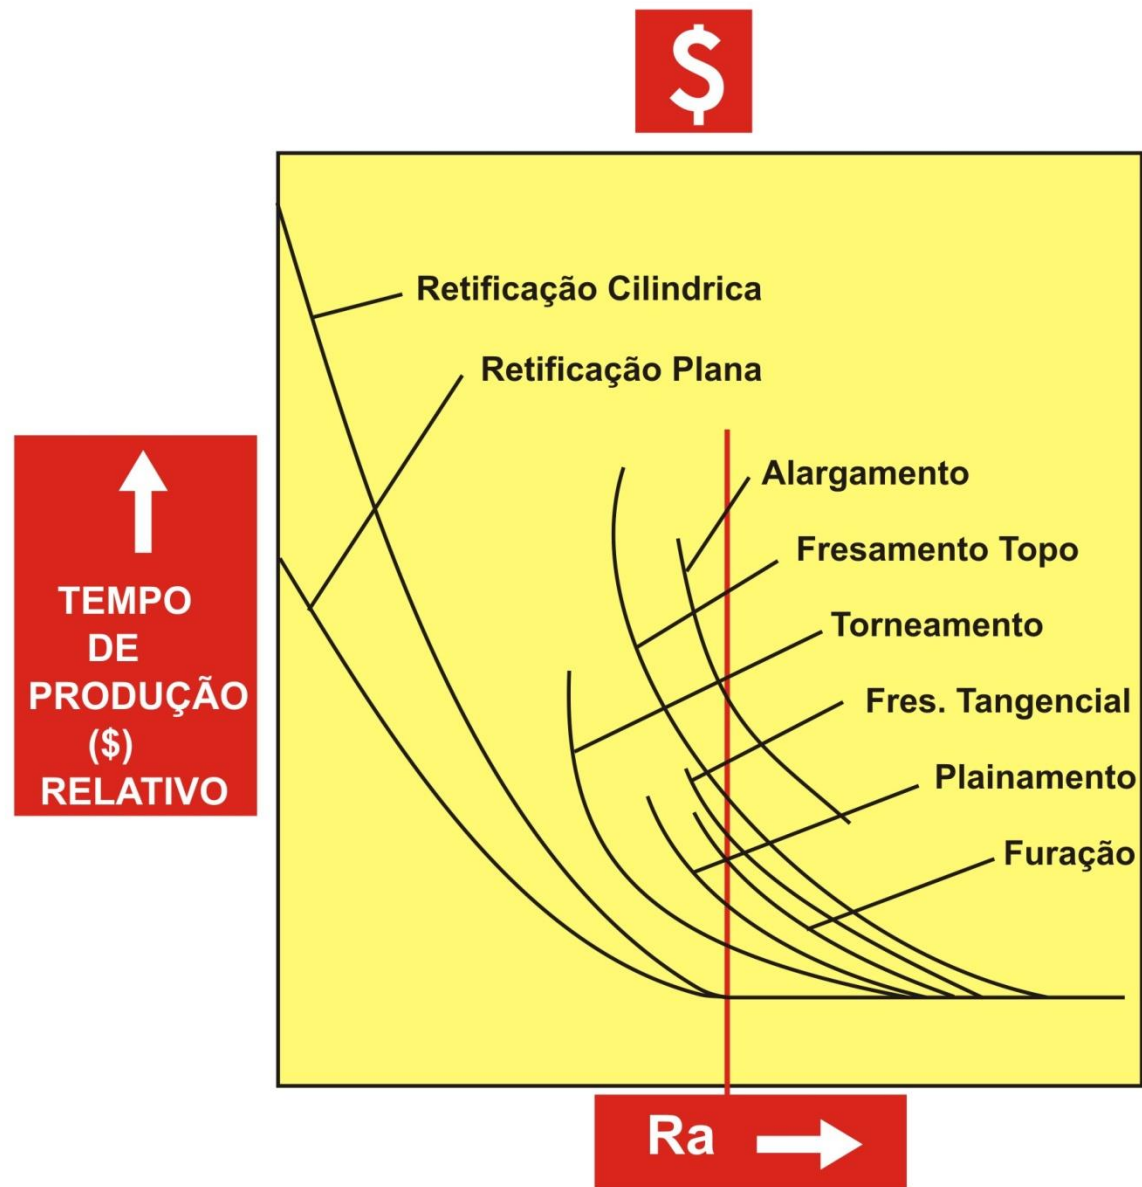 $
Retificação Cilindrica
Retificação Plana
Alargamento
Fresamento Topo
Torneamento
Fres. Tangencial
Plainamento
Furação
TEMPO
DE
PRODUÇÃO
($)
RELATIVO
Ra